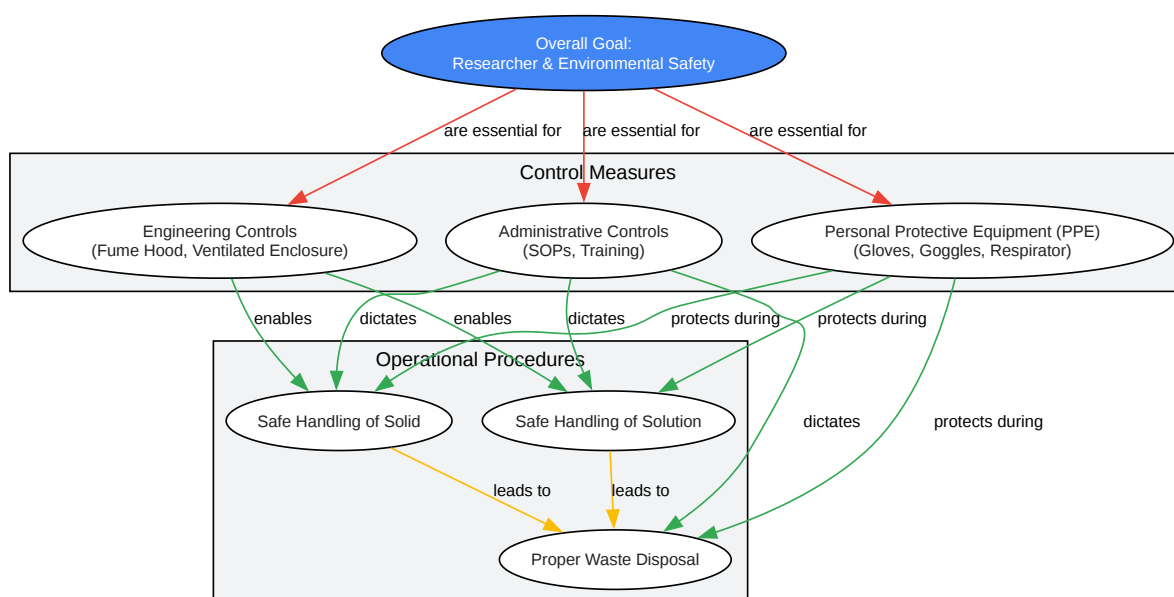 Overall Goal:
Researcher & Environmental Safety
are essential for
are essential for
are essential for
Control Measures
Engineering Controls
(Fume Hood, Ventilated Enclosure)
Administrative Controls
(SOPs, Training)
Personal Protective Equipment (PPE)
(Gloves, Goggles, Respirator)
enables
dictates
enables
dictates
protects during
protects during
Operational Procedures
Safe Handling of Solid
Safe Handling of Solution
dictates
protects during
leads to
leads to
Proper Waste Disposal